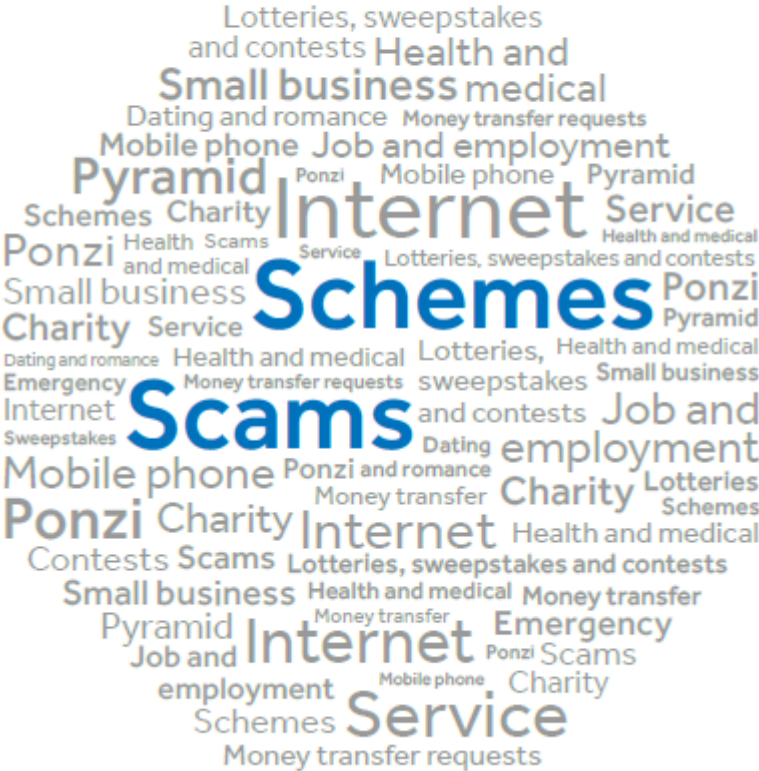 Lotteries, sweepstakes
and contests Health and
Small business medical
Dating and romance Money transfer requests
Mobile phone Job and employment
Pyramid Ponzi Mobile phone Pyramid
Schemes Charity Internet Service
Ponzi Health Scams Service Health and medical
and medical Lotteries, sweepstakes and contests
Small business Schemes Ponzi
Charity Service Pyramid
Dating and romance Health and medical Lotteries, Health and medical
Emergency Money transfer requests sweepstakes Small business
Internet Scams and contests Job and
Sweepstakes Dating employment
Mobile phone Ponzi and romance
Money transfer Charity Lotteries
Schemes
Ponzi Charity Internet Health and medical
Contests Scams Lotteries, sweepstakes and contests
Small business Health and medical Money transfer
Pyramid Money transfer Emergency
Job and Internet Ponzi Scams
employment Mobile phone Charity
Schemes Service
Money transfer requests